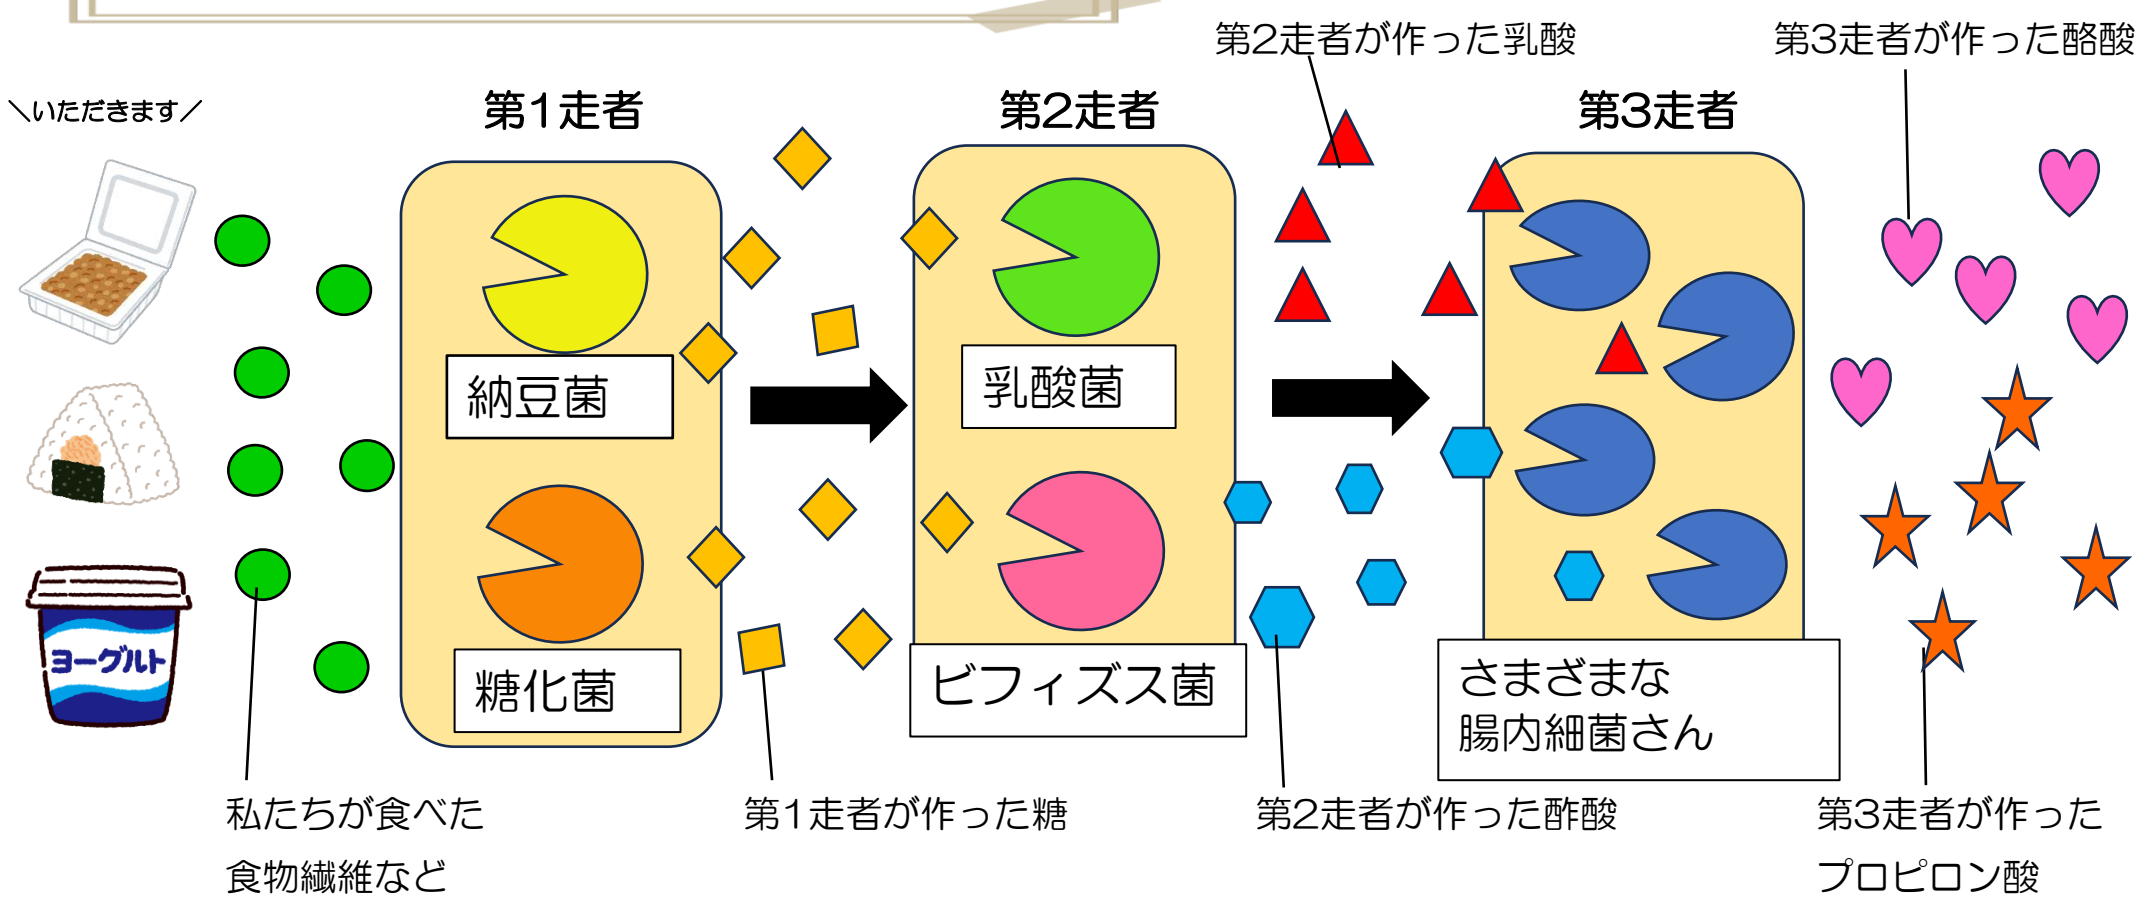 第2走者が作った乳酸
第3走者が作った酪酸
\いただきます/
第1走者
第2走者
第3走者
納豆菌
乳酸菌
糖化菌
ビフィズス菌
さまざまな
腸内細菌さん
ヨーグルト
私たちが食べた
食物繊維など
第1走者が作った糖
第2走者が作った酢酸
第3走者が作った
プロピロン酸